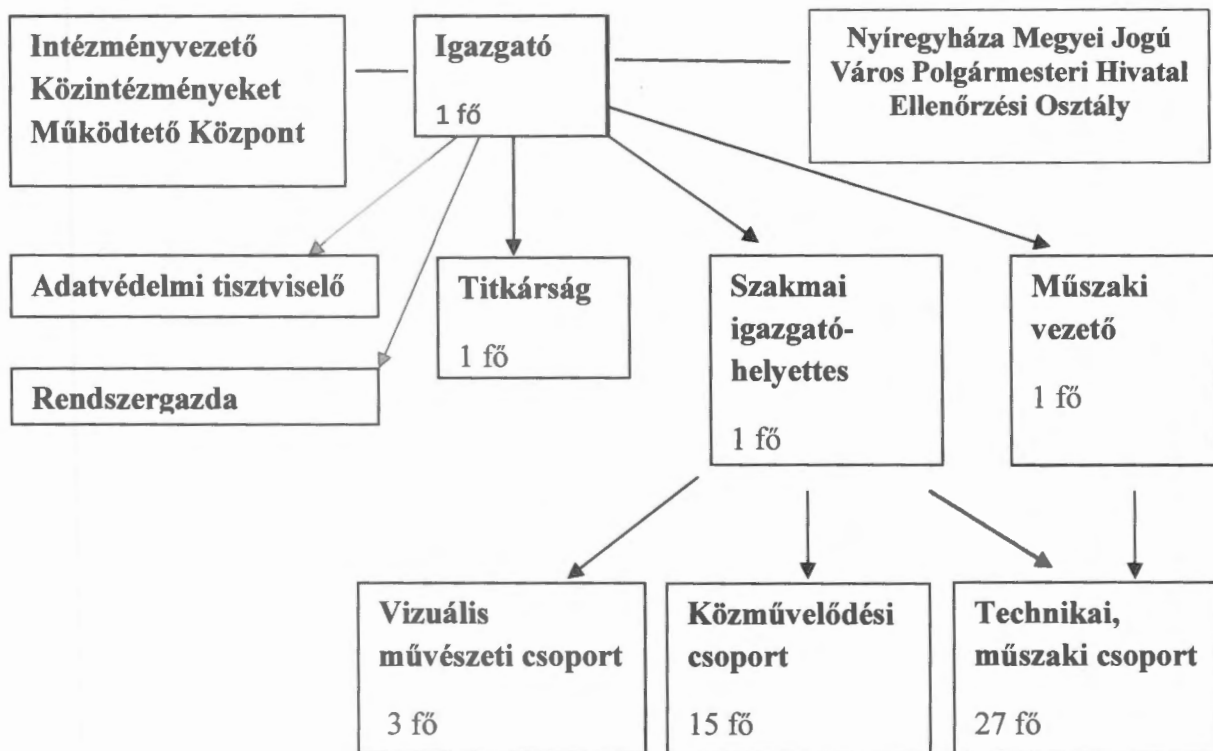 Intézményvezető
Közintézményeket
Működtető Központ
Igazgató
1 fő
Nyíregyháza Megyei Jogú
Város Polgármesteri Hivatal
Ellenőrzési Osztály
Adatvédelmi tisztviselő
Rendszergazda
Titkárság
1 fő
Szakmai
igazgató-
helyettes
1 fő
Műszaki
vezető
1 fő
Vizuális
művészeti csoport
3 fő
Közművelődési
csoport
15 fő
Technikai,
műszaki csoport
27 fő